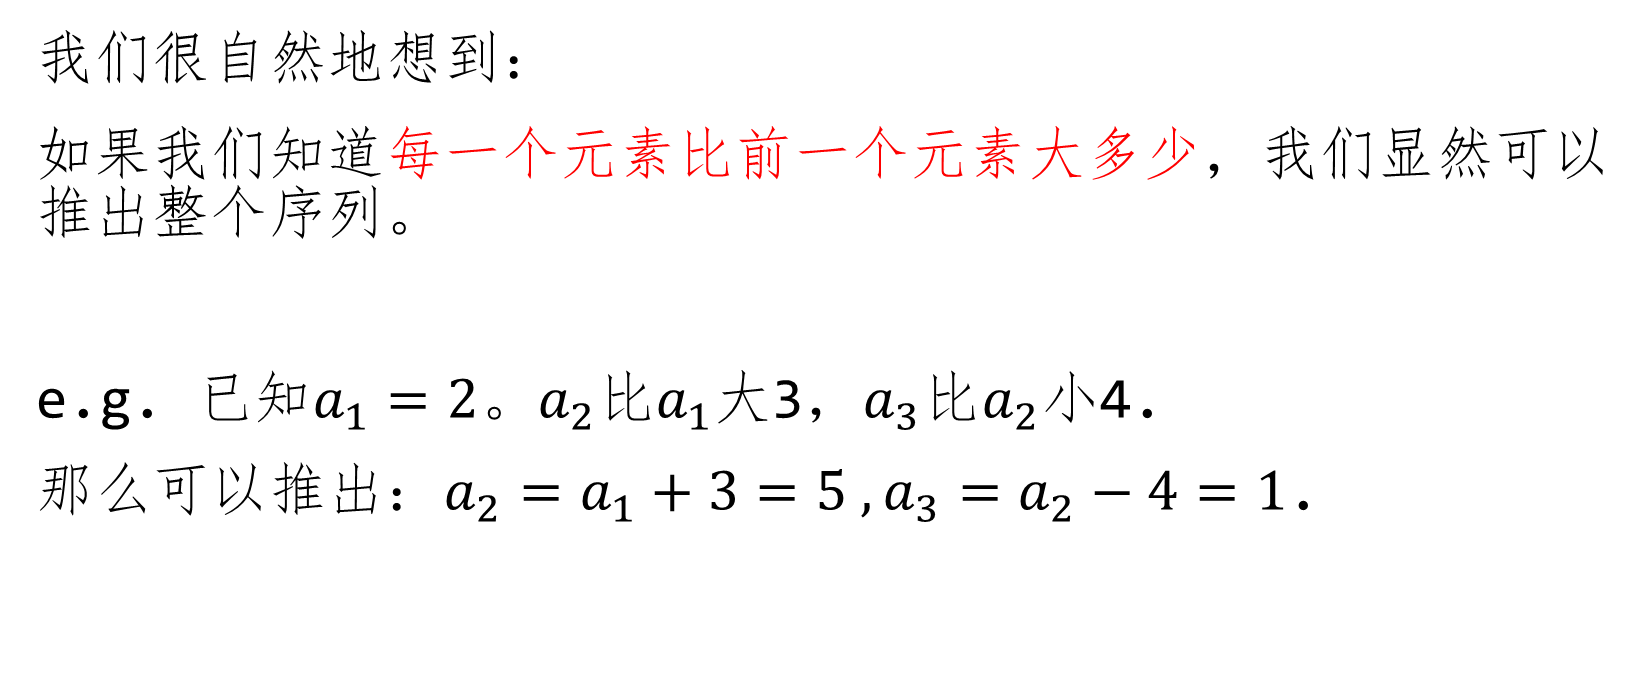 我们很自然地想到：
如果我们知道每一个元素比前一个元素大多少，我们显然可以
推出整个序列。
e.g. 已知a₁ = 2。a₂比a₁大3，a₃比a₂小4.
那么可以推出：a₂ = a₁ + 3 = 5 ,a₃ = a₂ − 4 = 1.